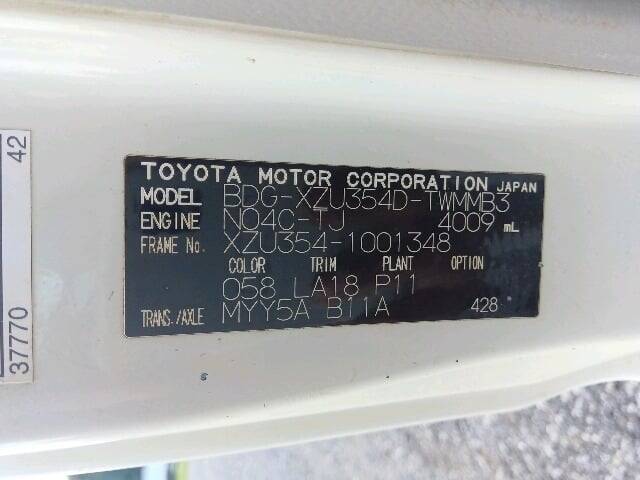 TOYOTA MOTOR CORPORATION JAPAN
MODEL BDG-XZU354D-TWMMB3
ENGINE N04C-TJ 4009 mL
FRAME No. XZU354-1001348
COLOR TRIM PLANT OPTION
058 LA18 P11
TRANS./AXLE MYY5A B11A 428
37770 42